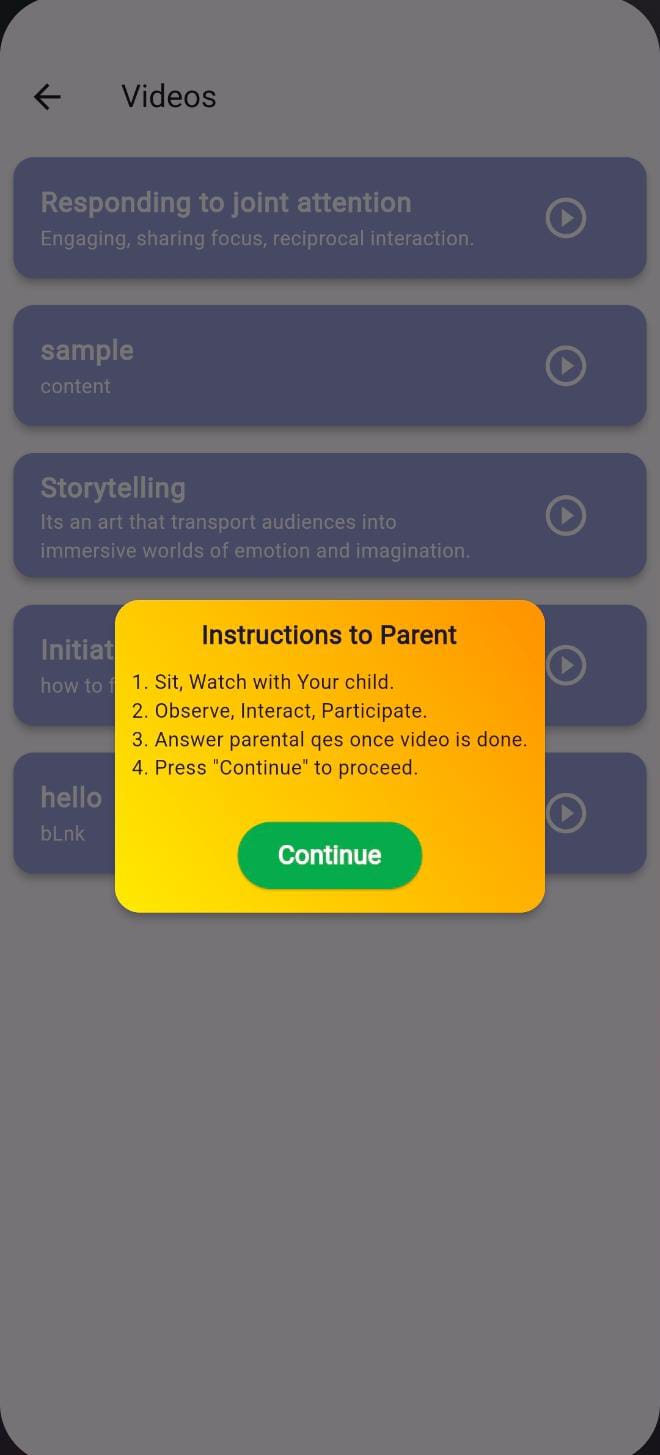 Videos
Responding to joint attention
Engaging, sharing focus, reciprocal interaction.
sample
content
Storytelling
Its an art that transport audiences into
immersive worlds of emotion and imagination.
Initiat
how to f
Instructions to Parent
1. Sit, Watch with Your child.
2. Observe, Interact, Participate.
3. Answer parental qes once video is done.
4. Press "Continue" to proceed.
Continue
hello
bLnk